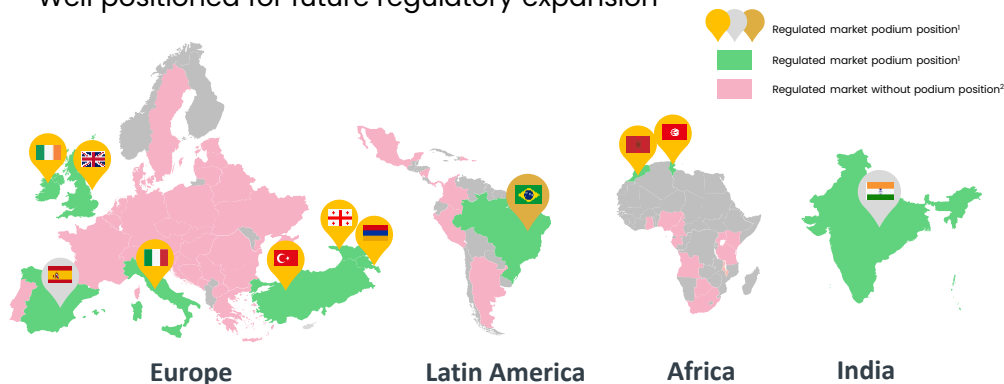 Well positioned for future regulatory expansion
Regulated market podium position¹
Regulated market podium position¹
Regulated market without podium position²
Europe
Latin America
Africa
India